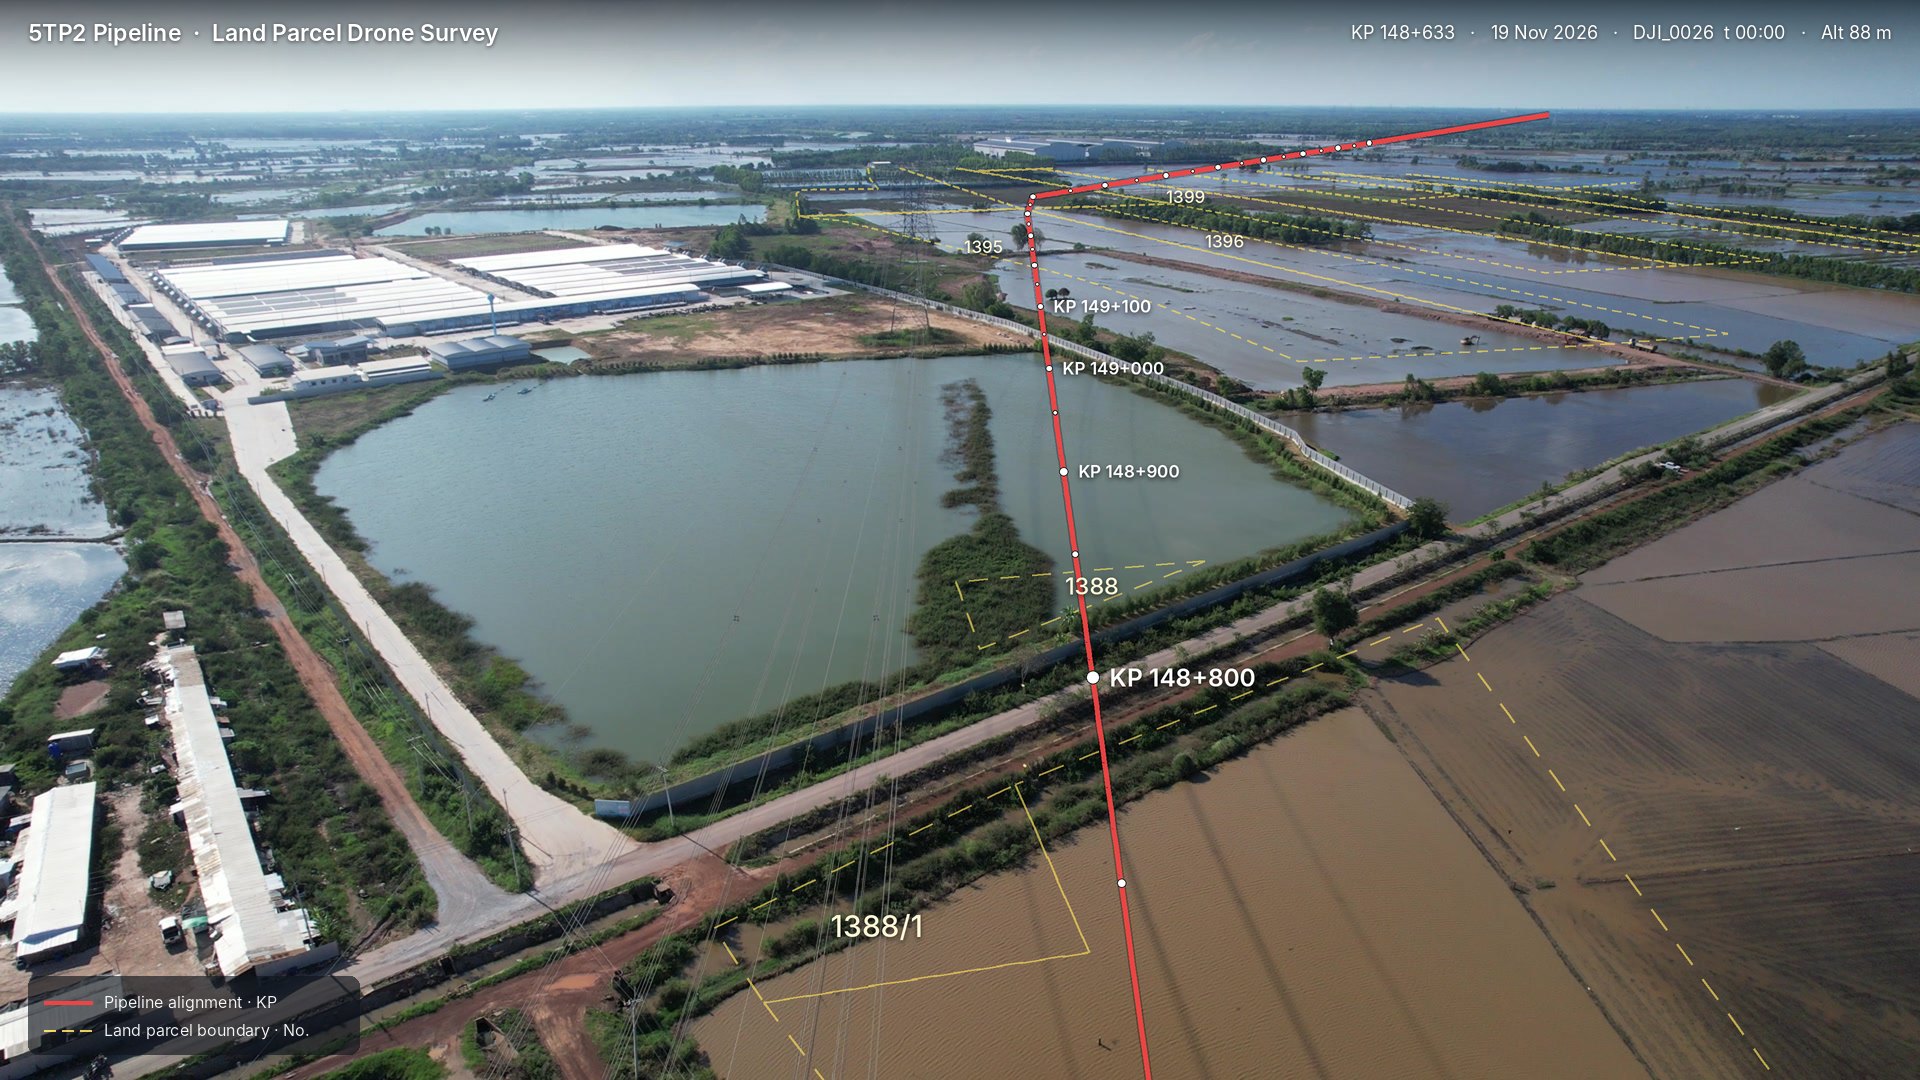 5TP2 Pipeline · Land Parcel Drone Survey
KP 148+633 · 19 Nov 2026 · DJI_0026 t 00:00 · Alt 88 m
1399
1396
1395
KP 149+100
KP 149+000
KP 148+900
1388
KP 148+800
1388/1
Pipeline alignment · KP
Land parcel boundary · No.